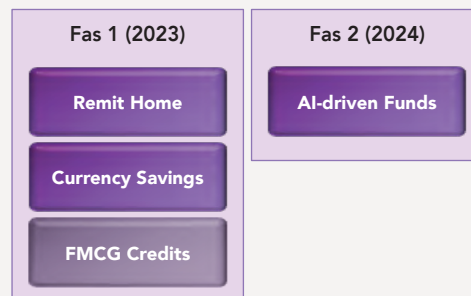 Fas 1 (2023)
Remit Home
Currency Savings
FMCG Credits
Fas 2 (2024)
AI-driven Funds